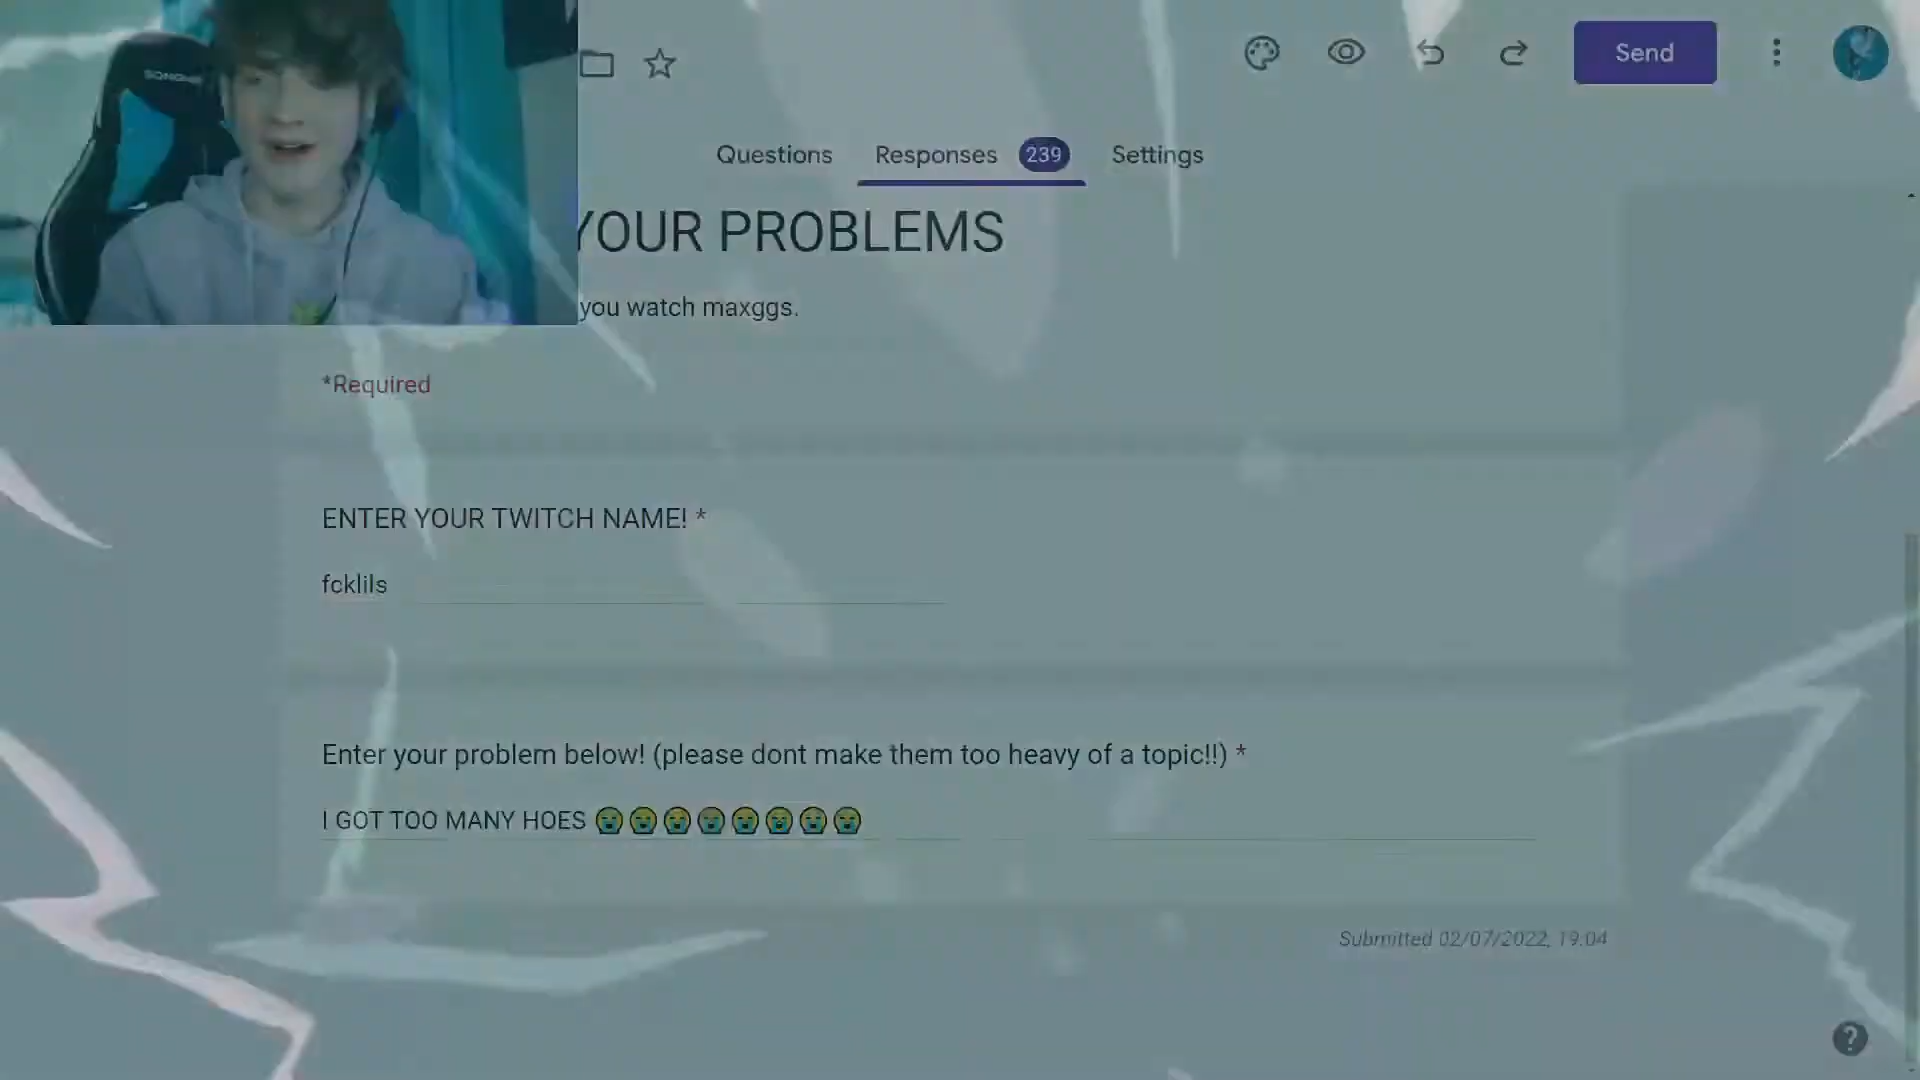 Send
Questions Responses 239 Settings
YOUR PROBLEMS
you watch maxggs.
*Required
ENTER YOUR TWITCH NAME! *
fcklils
Enter your problem below! (please dont make them too heavy of a topic!!) *
I GOT TOO MANY HOES 😭😭😭😭😭😭😭😭
Submitted 02/07/2022, 19:04